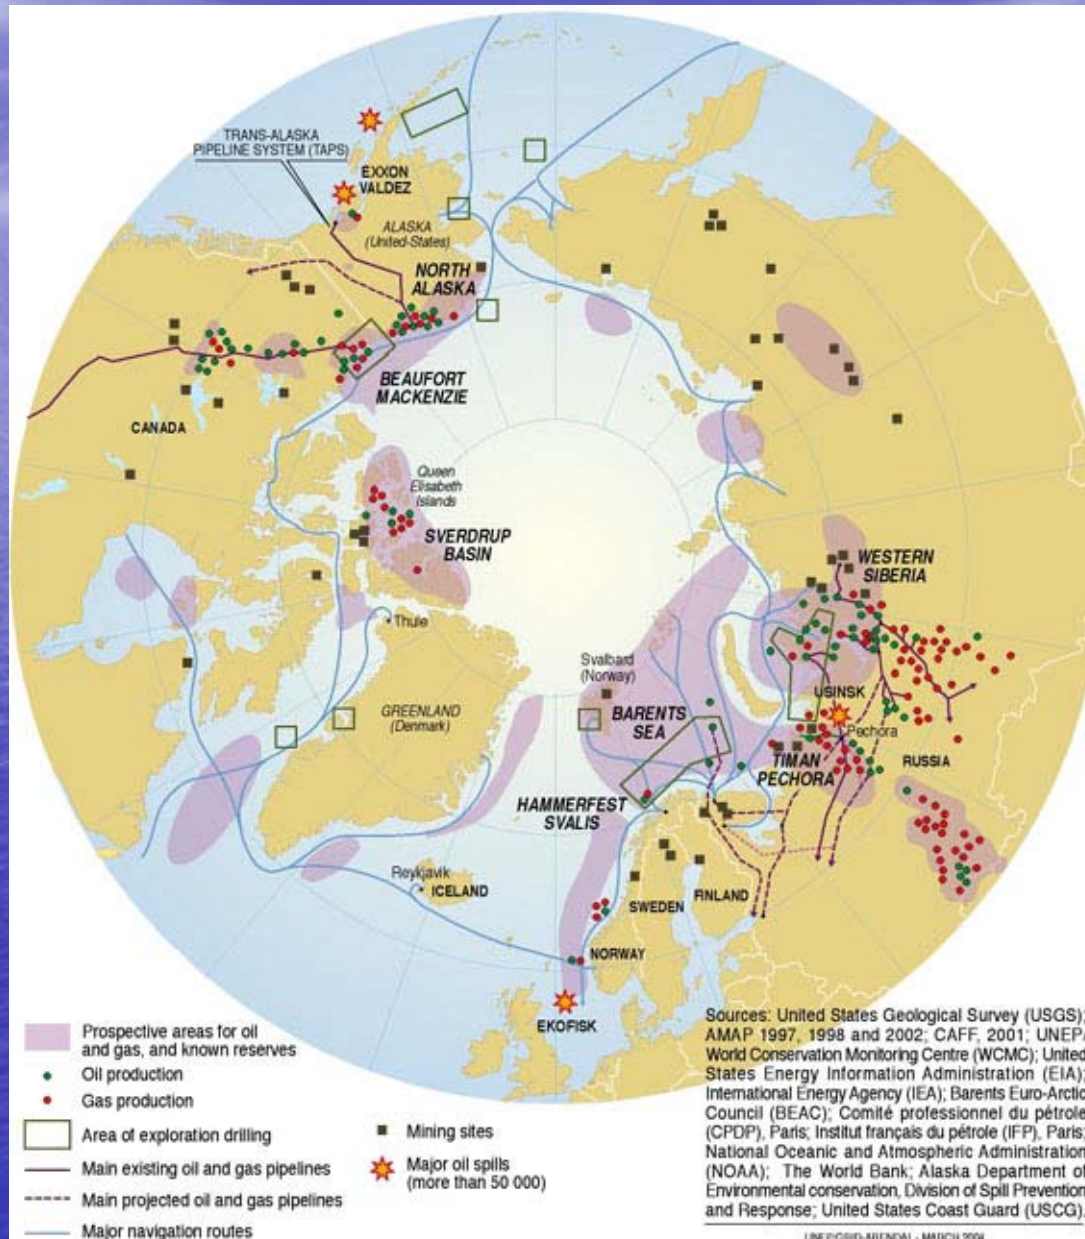 TRANS-ALASKA
PIPELINE SYSTEM (TAPS)
EXXON
VALDEZ
ALASKA
(United-States)
NORTH
ALASKA
BEAUFORT
MACKENZIE
CANADA
Queen
Elisabeth
Islands
SVERDRUP
BASIN
WESTERN
SIBERIA
Thule
Svalbard
(Norway)
GREENLAND
(Denmark)
BARENTS
SEA
USINSK
Pechora
TIMAN
PECHORA
RUSSIA
HAMMERFEST
SVALIS
Reykjavik
ICELAND
SWEDEN
FINLAND
NORWAY
EKOFISK
Prospective areas for oil
and gas, and known reserves
Oil production
Gas production
Area of exploration drilling
Main existing oil and gas pipelines
Main projected oil and gas pipelines
Major navigation routes
Mining sites
Major oil spills
(more than 50 000)
Sources: United States Geological Survey (USGS);
AMAP 1997, 1998 and 2002; CAFF, 2001; UNEP/
World Conservation Monitoring Centre (WCMC); United
States Energy Information Administration (EIA);
International Energy Agency (IEA); Barents Euro-Arctic
Council (BEAC); Comité professionnel du pétrole
(CPDP), Paris; Institut français du pétrole (IFP), Paris;
National Oceanic and Atmospheric Administration
(NOAA); The World Bank; Alaska Department of
Environmental conservation, Division of Spill Prevention
and Response; United States Coast Guard (USCG).